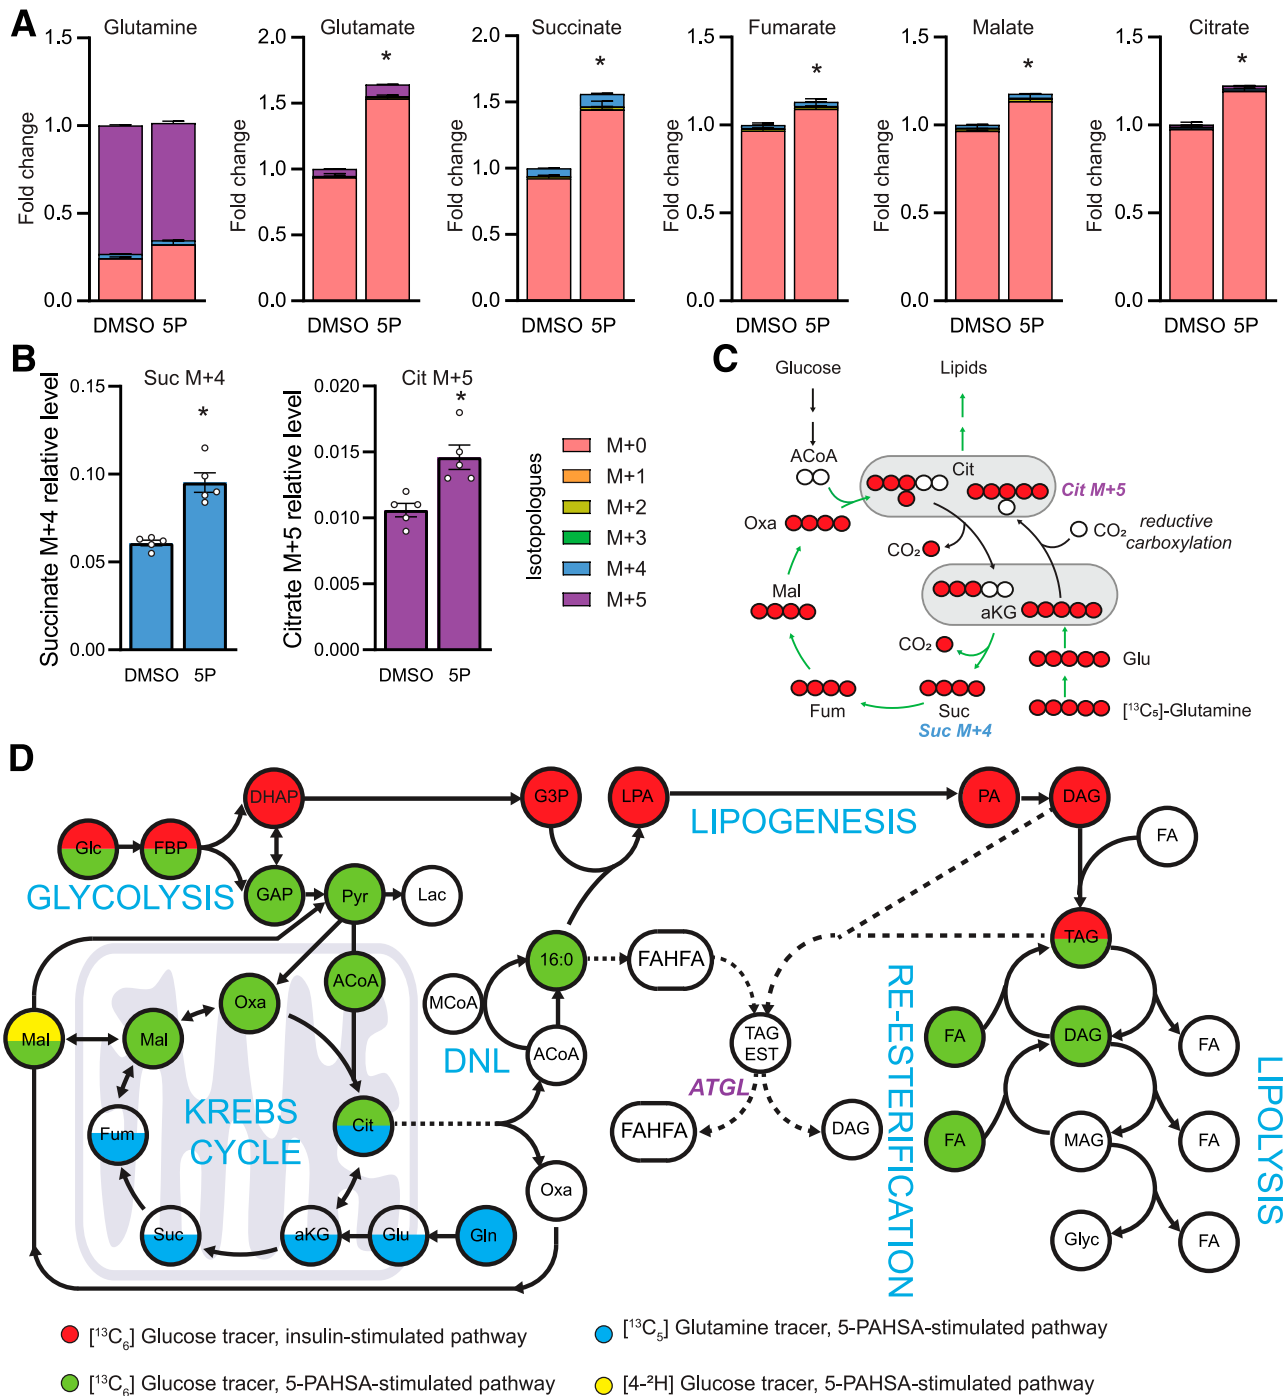 A
Glutamine
Fold change
1.5
1.0
0.5
0.0
DMSO 5P
Glutamate
Fold change
2.0
1.5
1.0
0.5
0.0
*
DMSO 5P
Succinate
Fold change
2.0
1.5
1.0
0.5
0.0
*
DMSO 5P
Fumarate
Fold change
1.5
1.0
0.5
0.0
*
DMSO 5P
Malate
Fold change
1.5
1.0
0.5
0.0
*
DMSO 5P
Citrate
Fold change
1.5
1.0
0.5
0.0
*
DMSO 5P
B
Suc M+4
Succinate M+4 relative level
0.15
0.10
0.05
0.00
*
DMSO 5P
Cit M+5
Citrate M+5 relative level
0.020
0.015
0.010
0.005
0.000
*
DMSO 5P
Isotopologues
M+0
M+1
M+2
M+3
M+4
M+5
C
Glucose
Lipids
ACoA
Cit
Cit M+5
Oxa
CO₂
CO₂
reductive
carboxylation
Mal
aKG
CO₂
Glu
Fum
Suc
Suc M+4
[¹³C₅]-Glutamine
D
DHAP
G3P
LPA
PA
DAG
LIPOGENESIS
Glc
FBP
FA
GLYCOLYSIS
GAP
Pyr
Lac
TAG
16:0
FAHFA
ACoA
Oxa
MCoA
Mal
Mal
FA
DAG
FA
TAG
EST
ACoA
DNL
ATGL
RE-ESTERIFICATION
LIPOLYSIS
KREBS
CYCLE
Fum
Cit
FAHFA
DAG
FA
MAG
FA
Oxa
Suc
aKG
Glu
Gln
Glyc
FA
[¹³C₆] Glucose tracer, insulin-stimulated pathway
[¹³C₅] Glutamine tracer, 5-PAHSA-stimulated pathway
[¹³C₆] Glucose tracer, 5-PAHSA-stimulated pathway
[4-²H] Glucose tracer, 5-PAHSA-stimulated pathway